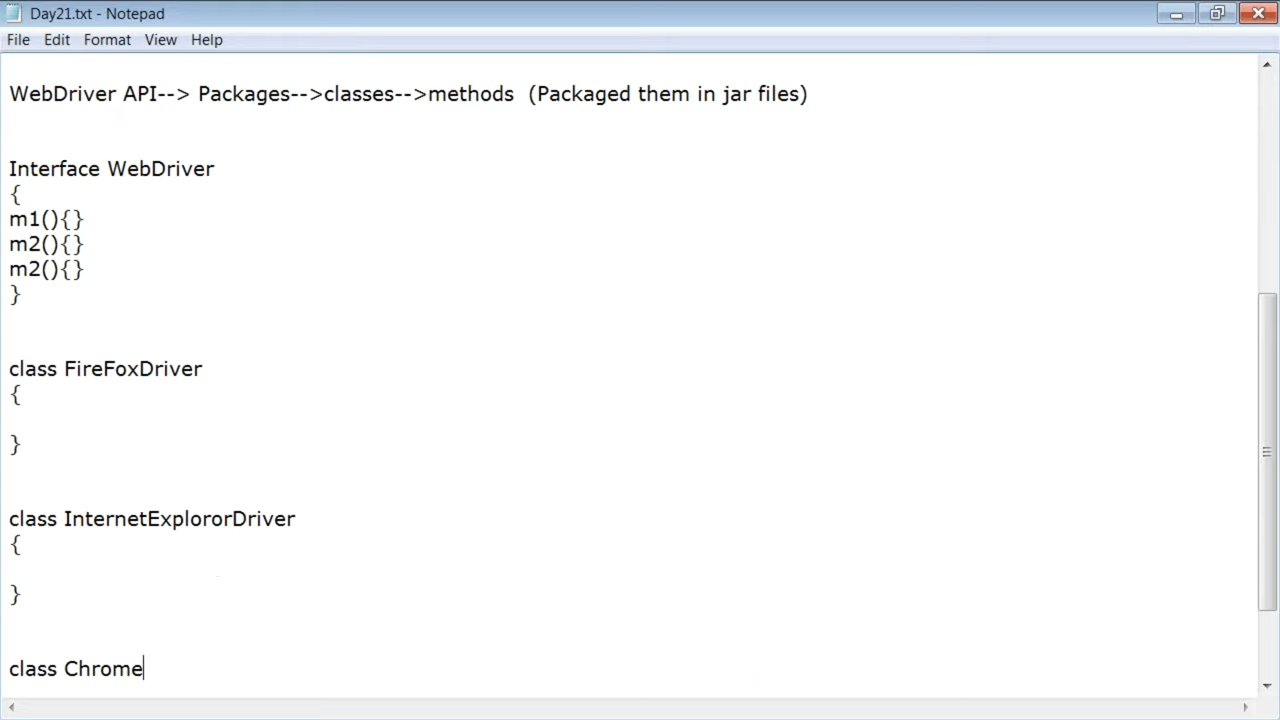 Day21.txt - Notepad
File Edit Format View Help
WebDriver API--> Packages-->classes-->methods (Packaged them in jar files)
Interface WebDriver
{
m1(){}
m2(){}
m2(){}
}
class FireFoxDriver
{
}
class InternetExplororDriver
{
}
class Chrome